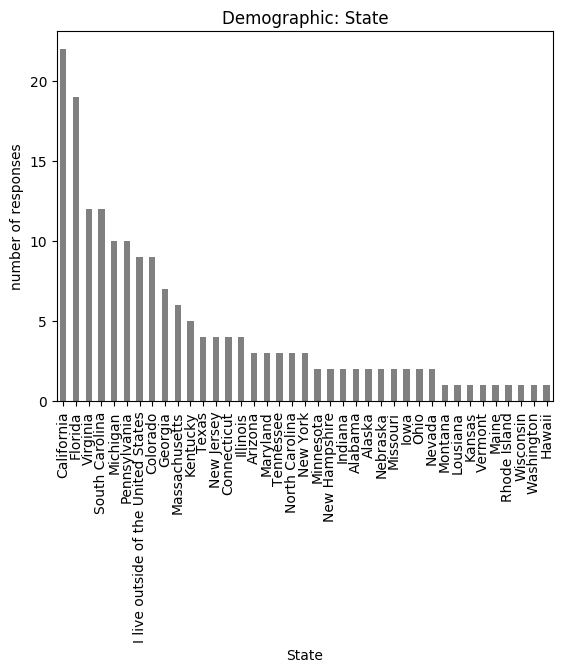 Demographic: State
number of responses
20
15
10
5
0
California
Florida
Virginia
South Carolina
Michigan
Pennsylvania
I live outside of the United States
Colorado
Georgia
Massachusetts
Kentucky
Texas
New Jersey
Connecticut
Illinois
Arizona
Maryland
Tennessee
North Carolina
New York
Minnesota
New Hampshire
Indiana
Alabama
Alaska
Nebraska
Missouri
Iowa
Ohio
Nevada
Montana
Lousiana
Kansas
Vermont
Maine
Rhode Island
Wisconsin
Washington
Hawaii
State